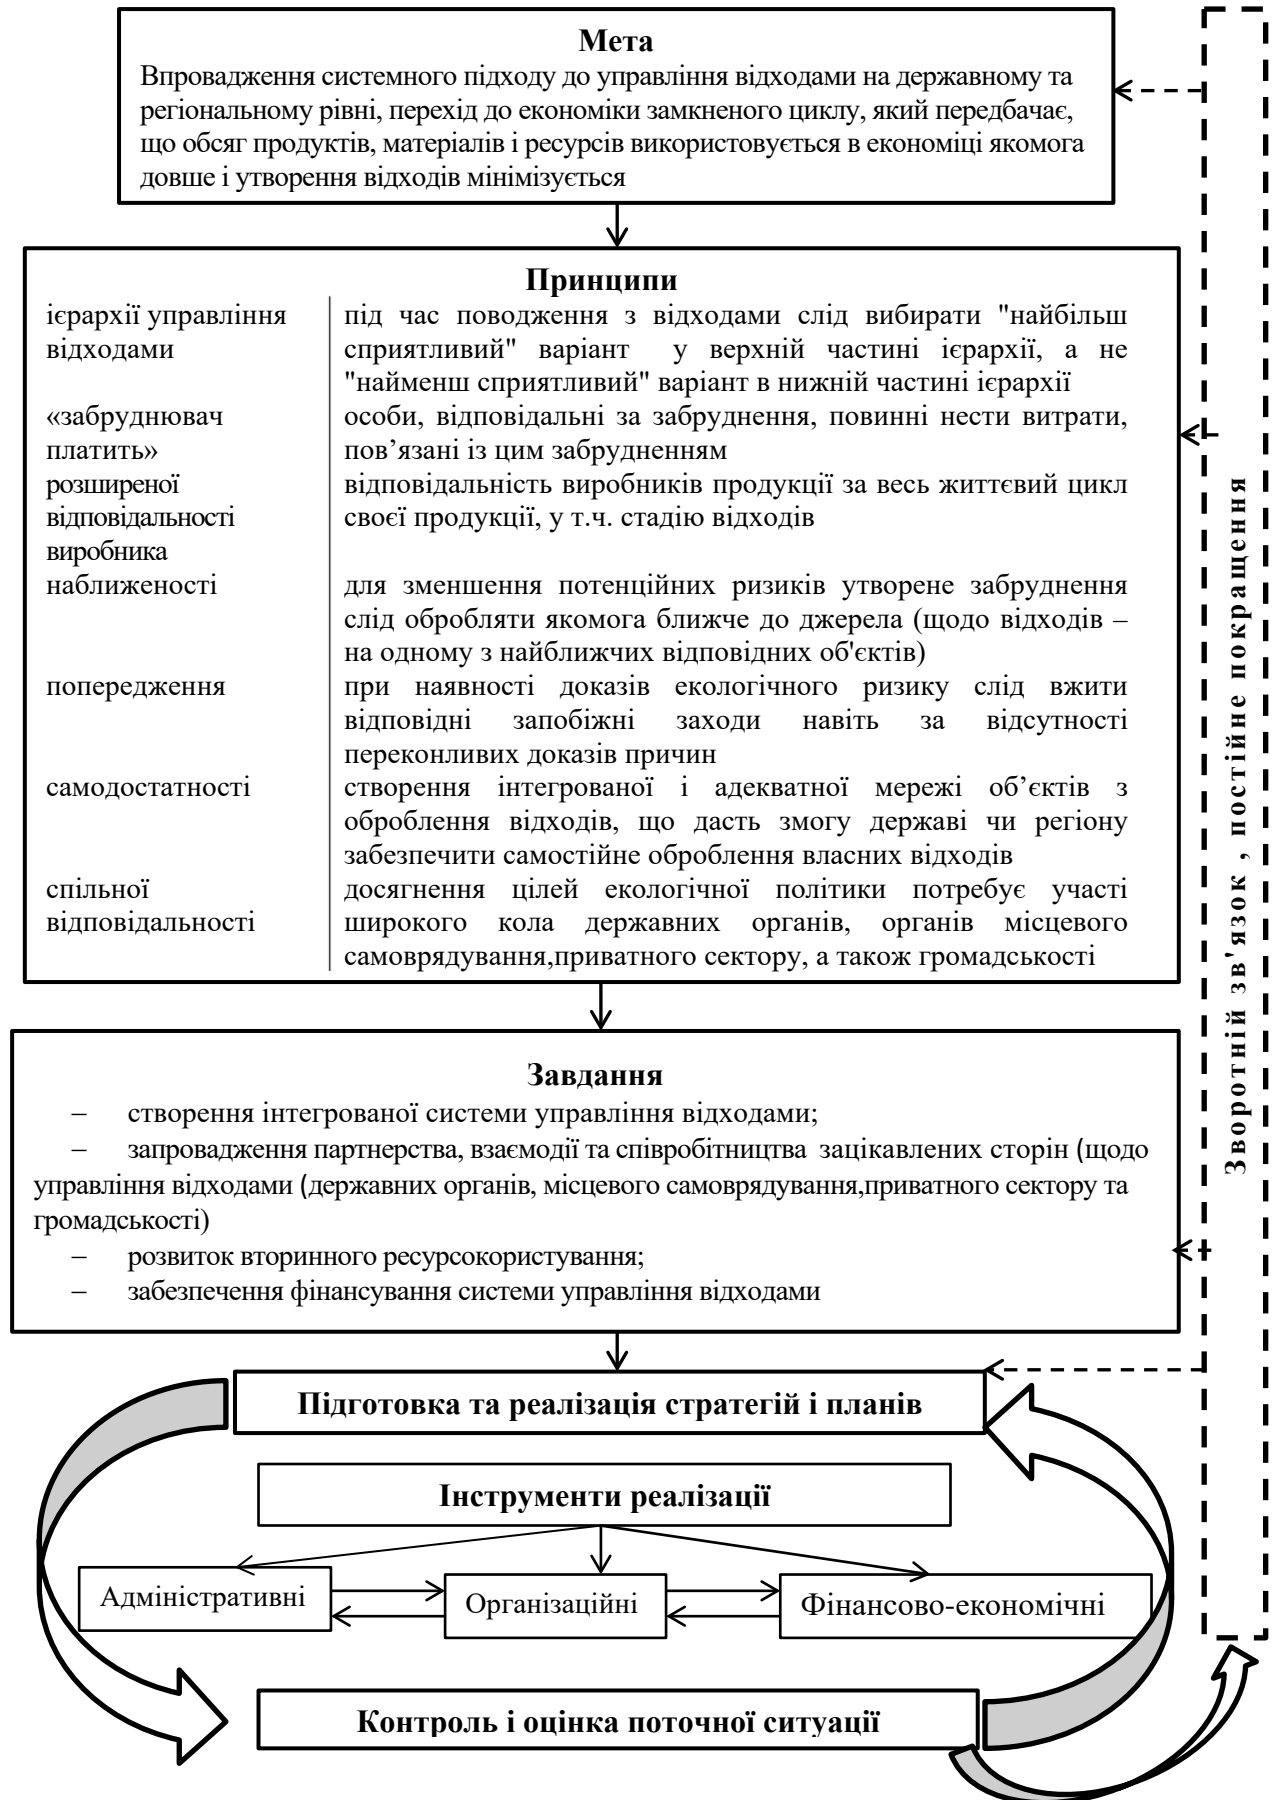 Мета
Впровадження системного підходу до управління відходами на державному та
регіональному рівні, перехід до економіки замкненого циклу, який передбачає,
що обсяг продуктів, матеріалів і ресурсів використовується в економіці якомога
довше і утворення відходів мінімізується
Принципи
ієрархії управління
відходами
під час поводження з відходами слід вибирати "найбільш
сприятливий" варіант у верхній частині ієрархії, а не
"найменш сприятливий" варіант в нижній частині ієрархії
«забруднювач
платить»
особи, відповідальні за забруднення, повинні нести витрати,
пов’язані із цим забрудненням
розширеної
відповідальності
виробника
відповідальність виробників продукції за весь життєвий цикл
своєї продукції, у т.ч. стадію відходів
наближеності
для зменшення потенційних ризиків утворене забруднення
слід обробляти якомога ближче до джерела (щодо відходів –
на одному з найближчих відповідних об'єктів)
попередження
при наявності доказів екологічного ризику слід вжити
відповідні запобіжні заходи навіть за відсутності
переконливих доказів причин
самодостатності
створення інтегрованої і адекватної мережі об’єктів з
оброблення відходів, що дасть змогу державі чи регіону
забезпечити самостійне оброблення власних відходів
спільної
відповідальності
досягнення цілей екологічної політики потребує участі
широкого кола державних органів, органів місцевого
самоврядування,приватного сектору, а також громадськості
Завдання
– створення інтегрованої системи управління відходами;
– запровадження партнерства, взаємодії та співробітництва зацікавлених сторін (щодо
управління відходами (державних органів, місцевого самоврядування,приватного сектору та
громадськості)
– розвиток вторинного ресурсокористування;
– забезпечення фінансування системи управління відходами
Підготовка та реалізація стратегій і планів
Інструменти реалізації
Адміністративні
Організаційні
Фінансово-економічні
Контроль і оцінка поточної ситуації
Зворотній зв'язок , постійне покращення